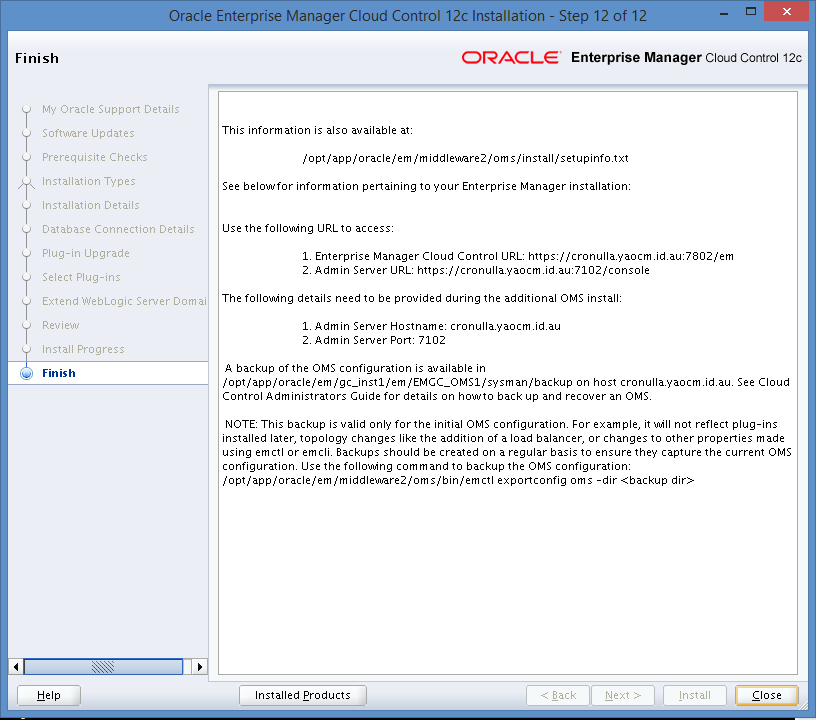 Oracle Enterprise Manager Cloud Control 12c Installation - Step 12 of 12
Finish
ORACLE Enterprise Manager Cloud Control 12c
My Oracle Support Details
Software Updates
Prerequisite Checks
Installation Types
Installation Details
Database Connection Details
Plug-in Upgrade
Select Plug-ins
Extend WebLogic Server Domai
Review
Install Progress
Finish
This information is also available at:
/opt/app/oracle/em/middleware2/oms/install/setupinfo.txt
See below for information pertaining to your Enterprise Manager installation:
Use the following URL to access:
1. Enterprise Manager Cloud Control URL: https://cronulla.yaocm.id.au:7802/em
2. Admin Server URL: https://cronulla.yaocm.id.au:7102/console
The following details need to be provided during the additional OMS install:
1. Admin Server Hostname: cronulla.yaocm.id.au
2. Admin Server Port: 7102
A backup of the OMS configuration is available in
/opt/app/oracle/em/gc_inst1/em/EMGC_OMS1/sysman/backup on host cronulla.yaocm.id.au. See Cloud
Control Administrators Guide for details on how to back up and recover an OMS.
NOTE: This backup is valid only for the initial OMS configuration. For example, it will not reflect plug-ins
installed later, topology changes like the addition of a load balancer, or changes to other properties made
using emctl or emcli. Backups should be created on a regular basis to ensure they capture the current OMS
configuration. Use the following command to backup the OMS configuration:
/opt/app/oracle/em/middleware2/oms/bin/emctl exportconfig oms -dir <backup dir>
Help
Installed Products
< Back
Next >
Install
Close